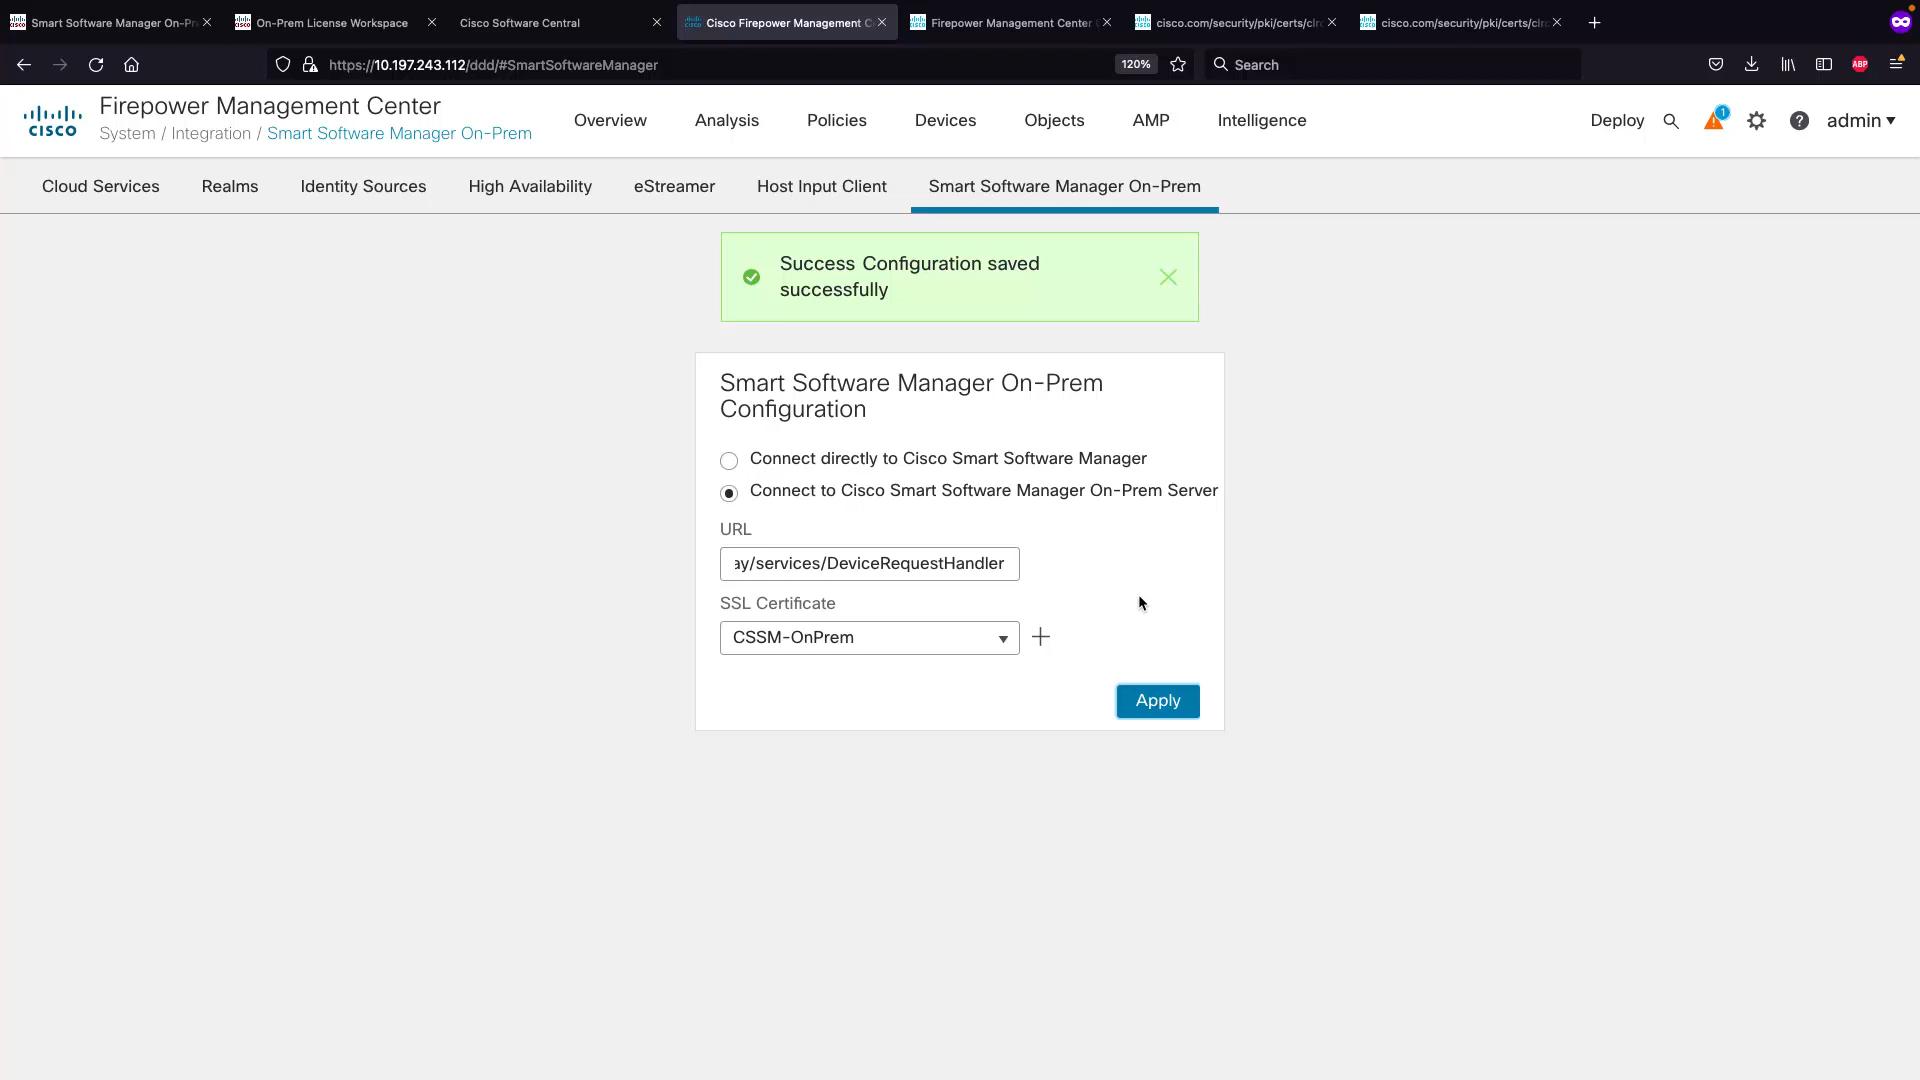 Smart Software Manager On-Pr
On-Prem License Workspace
Cisco Software Central
Cisco Firepower Management C
Firepower Management Center
cisco.com/security/pki/certs/clrc
cisco.com/security/pki/certs/clrc
https://10.197.243.112/ddd/#SmartSoftwareManager
120%
Search
ABP
CISCO
Firepower Management Center
System / Integration / Smart Software Manager On-Prem
Overview
Analysis
Policies
Devices
Objects
AMP
Intelligence
Deploy
1
admin
Cloud Services
Realms
Identity Sources
High Availability
eStreamer
Host Input Client
Smart Software Manager On-Prem
Success Configuration saved
successfully
Smart Software Manager On-Prem
Configuration
Connect directly to Cisco Smart Software Manager
Connect to Cisco Smart Software Manager On-Prem Server
URL
ay/services/DeviceRequestHandler
SSL Certificate
CSSM-OnPrem
Apply